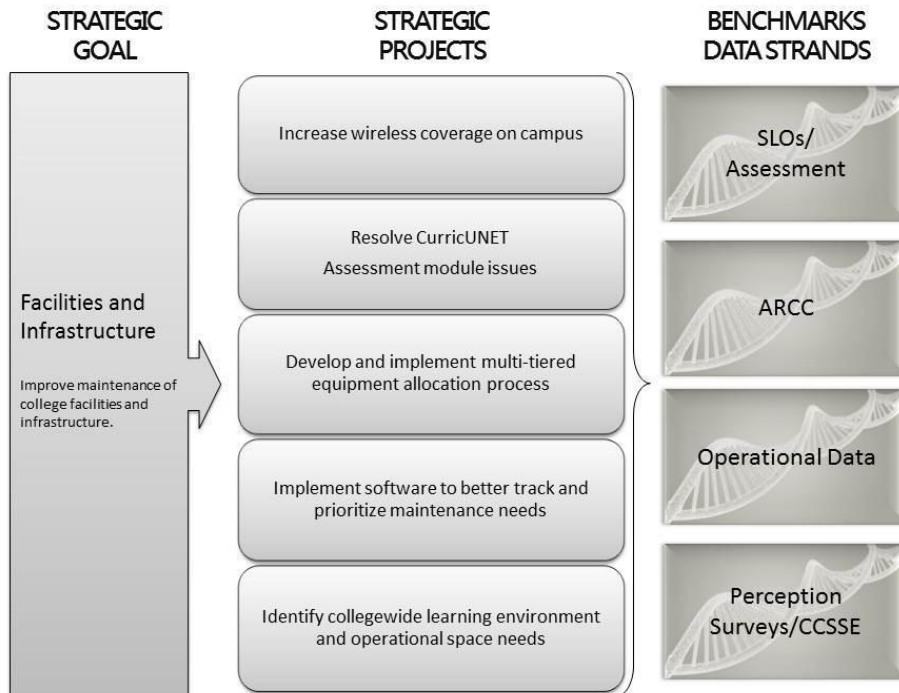 STRATEGIC
GOAL
STRATEGIC
PROJECTS
BENCHMARKS
DATA STRANDS
Facilities and
Infrastructure
Improve maintenance of
college facilities and
infrastructure.
Increase wireless coverage on campus
Resolve CurricUNET
Assessment module issues
Develop and implement multi-tiered
equipment allocation process
Implement software to better track and
prioritize maintenance needs
Identify collegewide learning environment
and operational space needs
SLOs/
Assessment
ARCC
Operational Data
Perception
Surveys/CCSSE